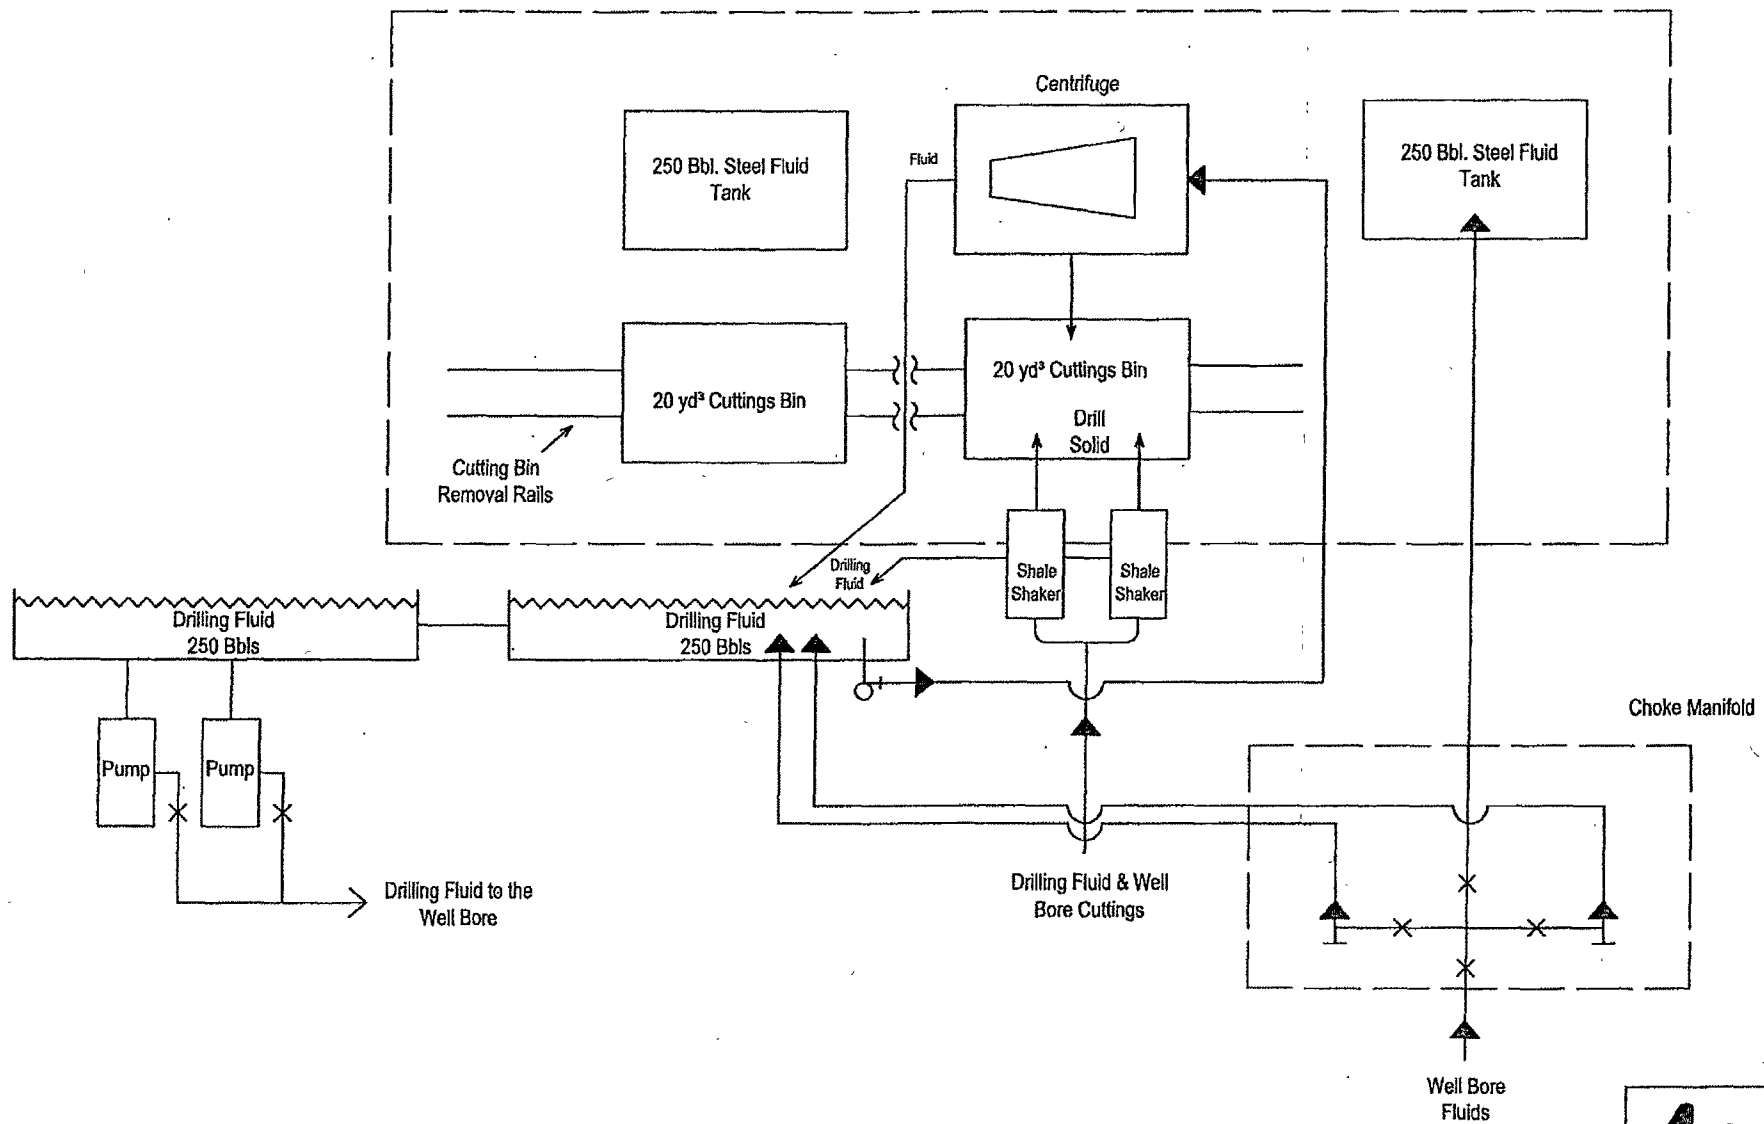 Centrifuge
250 Bbl. Steel Fluid
Tank
Fluid
250 Bbl. Steel Fluid
Tank
20 yd³ Cuttings Bin
20 yd³ Cuttings Bin
Drill
Solid
Cutting Bin
Removal Rails
Drilling
Fluid
Shale
Shaker
Shale
Shaker
Drilling Fluid
250 Bbls
Drilling Fluid
250 Bbls
Choke Manifold
Pump
Pump
Drilling Fluid to the
Well Bore
Drilling Fluid & Well
Bore Cuttings
Well Bore
Fluids